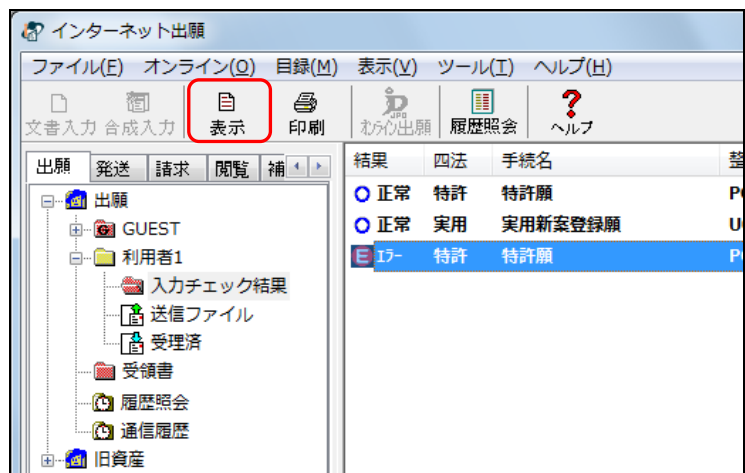 インターネット出願
ファイル(F) オンライン(O) 目録(M) 表示(V) ツール(T) ヘルプ(H)
文書入力 合成入力 表示 印刷 ｵﾝﾗｲﾝ出願 履歴照会 ヘルプ
出願 発送 請求 閲覧 補
出願
GUEST
利用者1
入力チェック結果
送信ファイル
受理済
受領書
履歴照会
通信履歴
旧資産
結果 四法 手続名 整
正常 特許 特許願 P
正常 実用 実用新案登録願 U
E ｴﾗｰ 特許 特許願 P